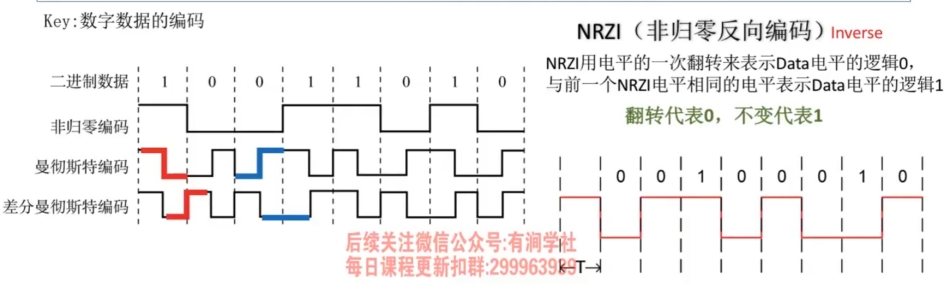 Key:数字数据的编码
二进制数据 1 0 0 1 1 0 1 0
非归零编码
曼彻斯特编码
差分曼彻斯特编码
NRZI（非归零反向编码）Inverse
NRZI用电平的一次翻转来表示Data电平的逻辑0，
与前一个NRZI电平相同的电平表示Data电平的逻辑1
翻转代表0，不变代表1
0 0 1 0 0 0 1 0
T
后续关注微信公众号:有涧学社
每日课程更新扣群:299963939